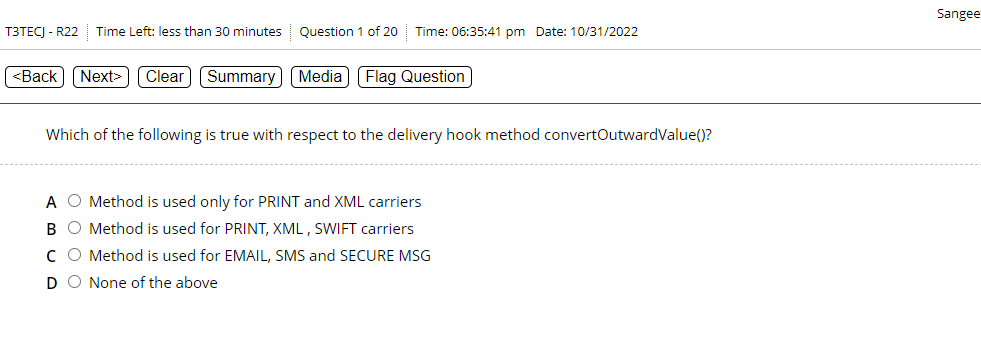 Sangee
T3TECJ - R22 Time Left: less than 30 minutes Question 1 of 20 Time: 06:35:41 pm Date: 10/31/2022
<Back Next> Clear Summary Media Flag Question
Which of the following is true with respect to the delivery hook method convertOutwardValue()?
A Method is used only for PRINT and XML carriers
B Method is used for PRINT, XML , SWIFT carriers
C Method is used for EMAIL, SMS and SECURE MSG
D None of the above